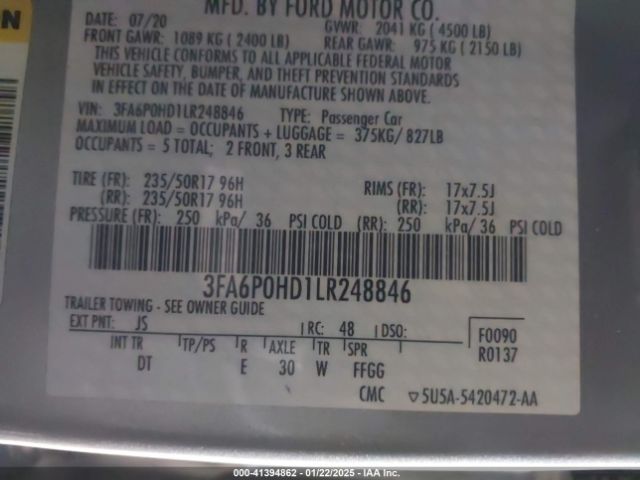 N
MFD. BY FORD MOTOR CO.
DATE: 07/20 GVWR: 2041 KG ( 4500 LB)
FRONT GAWR: 1089 KG ( 2400 LB) REAR GAWR: 975 KG ( 2150 LB)
THIS VEHICLE CONFORMS TO ALL APPLICABLE FEDERAL MOTOR
VEHICLE SAFETY, BUMPER, AND THEFT PREVENTION STANDARDS
IN EFFECT ON THE DATE OF MANUFACTURE SHOWN ABOVE.
VIN: 3FA6P0HD1LR248846 TYPE: Passenger Car
MAXIMUM LOAD = OCCUPANTS + LUGGAGE = 375KG/ 827LB
OCCUPANTS = 5 TOTAL; 2 FRONT, 3 REAR
TIRE (FR): 235/50R17 96H RIMS (FR): 17x7.5J
(RR): 235/50R17 96H (RR): 17x7.5J
PRESSURE (FR): 250 kPa/ 36 PSI COLD (RR): 250 kPa/ 36 PSI COLD
3FA6P0HD1LR248846
TRAILER TOWING - SEE OWNER GUIDE
EXT PNT: JS RC: 48 DSO: F0090
INT TR TP/PS R AXLE TR SPR R0137
DT E 30 W FFGG
CMC ▽5U5A-5420472-AA
000-41394862 - 01/22/2025 - IAA Inc.